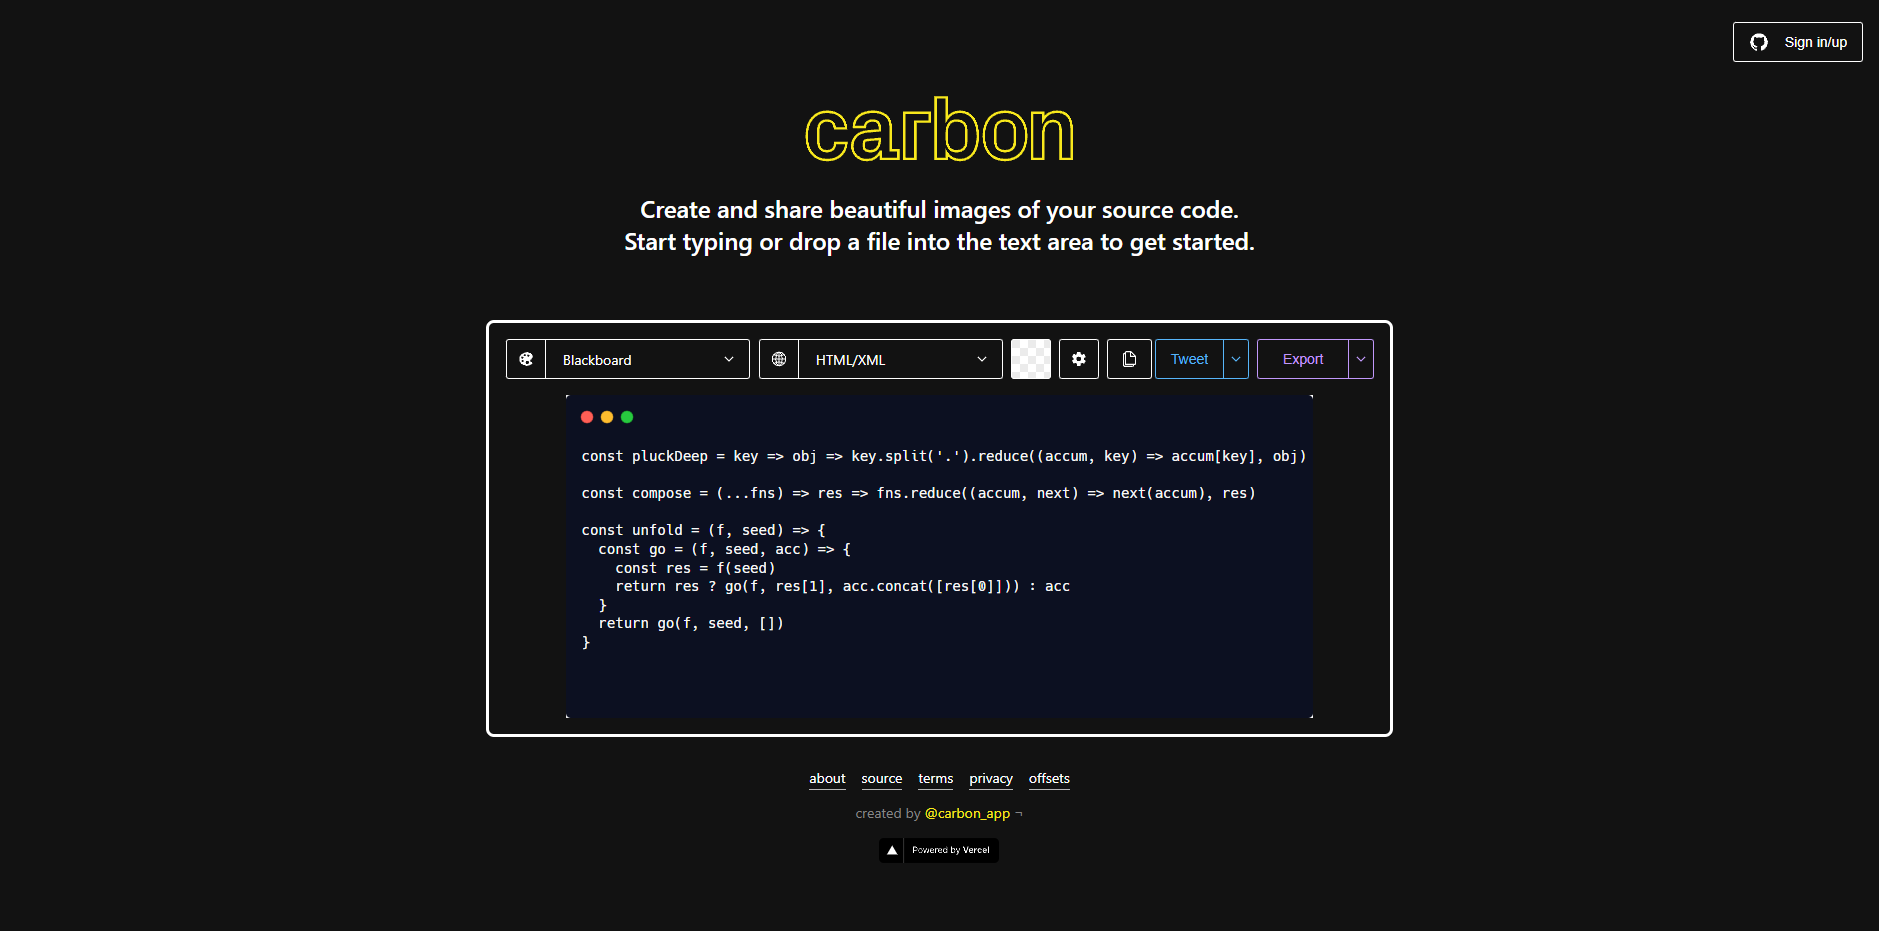 Sign in/up
carbon
Create and share beautiful images of your source code.
Start typing or drop a file into the text area to get started.
Blackboard
HTML/XML
Tweet
Export
const pluckDeep = key => obj => key.split('.').reduce((accum, key) => accum[key], obj)
const compose = (...fns) => res => fns.reduce((accum, next) => next(accum), res)
const unfold = (f, seed) => {
  const go = (f, seed, acc) => {
    const res = f(seed)
    return res ? go(f, res[1], acc.concat([res[0]])) : acc
  }
  return go(f, seed, [])
}
about source terms privacy offsets
created by @carbon_app ¬
Powered by Vercel